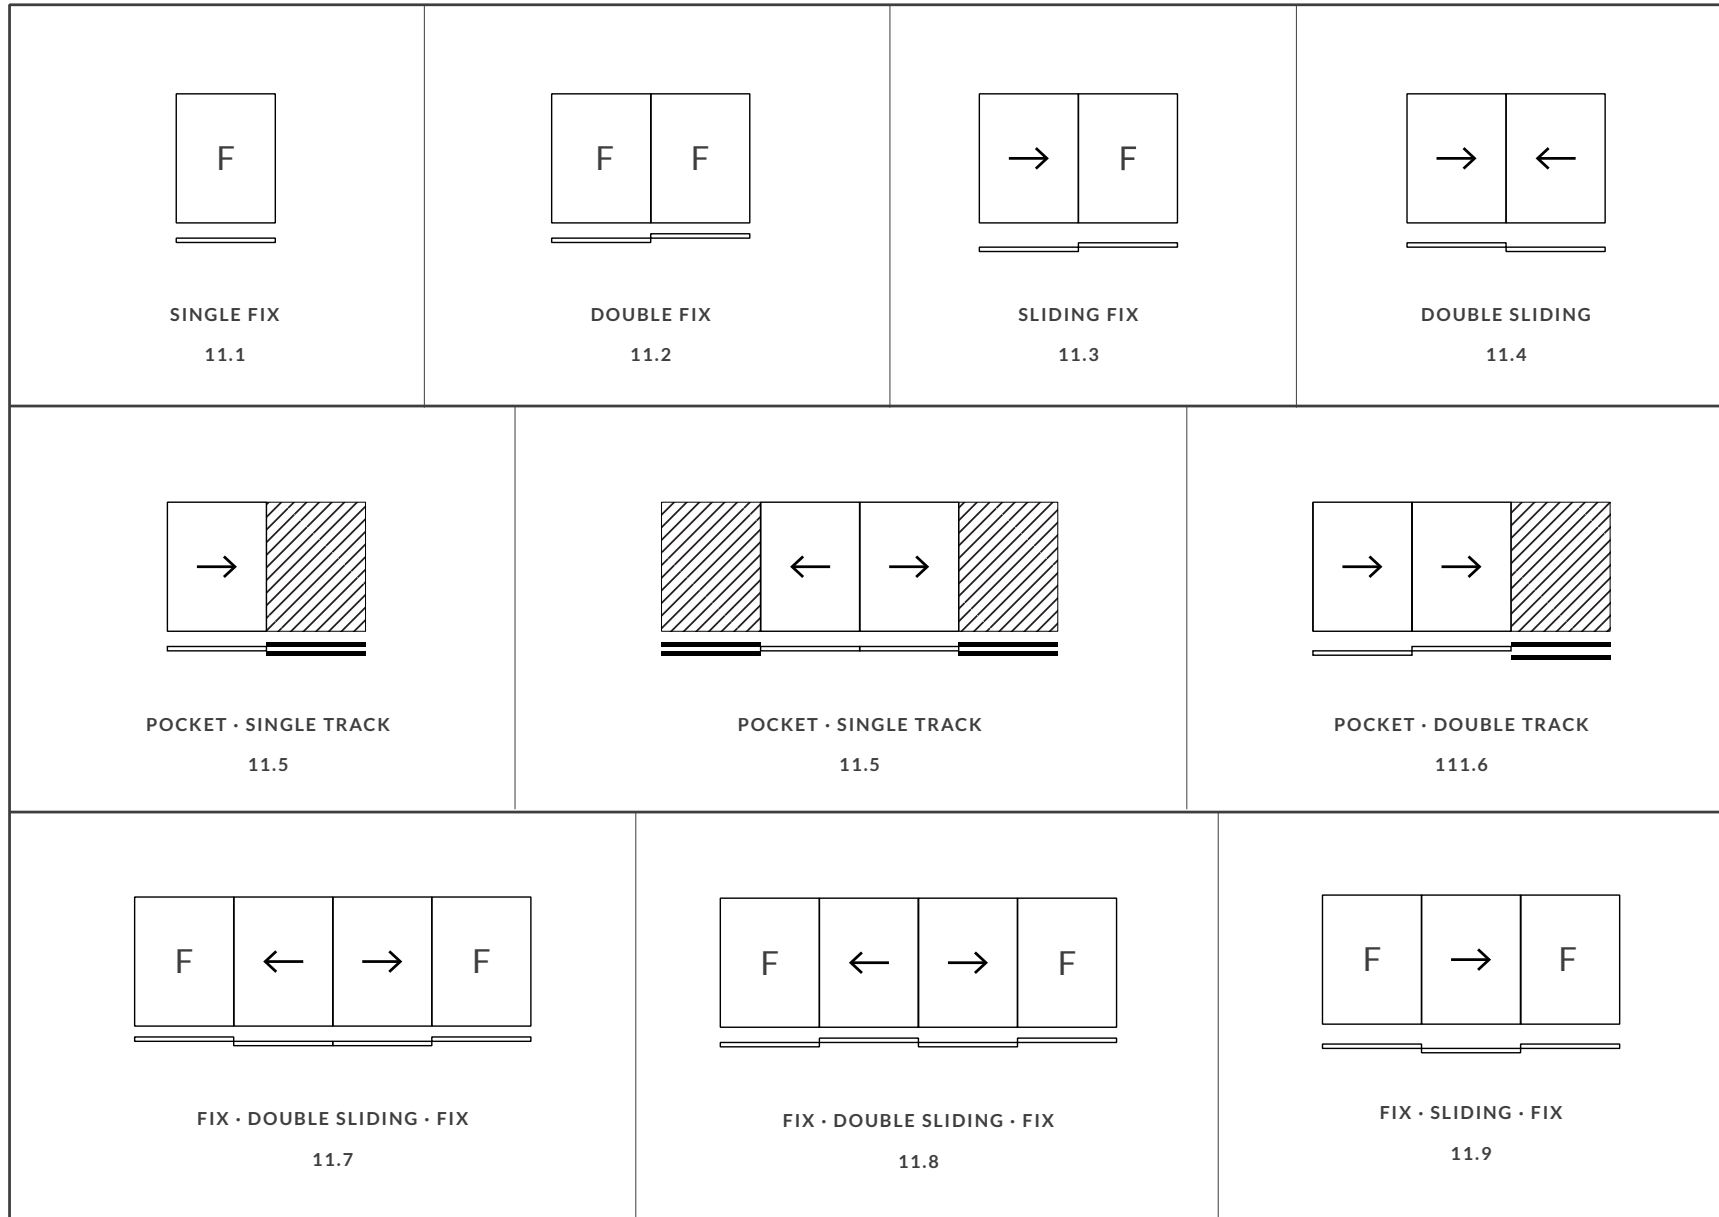 F
F F
F
SINGLE FIX
11.1
DOUBLE FIX
11.2
SLIDING FIX
11.3
DOUBLE SLIDING
11.4
POCKET · SINGLE TRACK
11.5
POCKET · SINGLE TRACK
11.5
POCKET · DOUBLE TRACK
111.6
F F
FIX · DOUBLE SLIDING · FIX
11.7
F F
FIX · DOUBLE SLIDING · FIX
11.8
F F
FIX · SLIDING · FIX
11.9